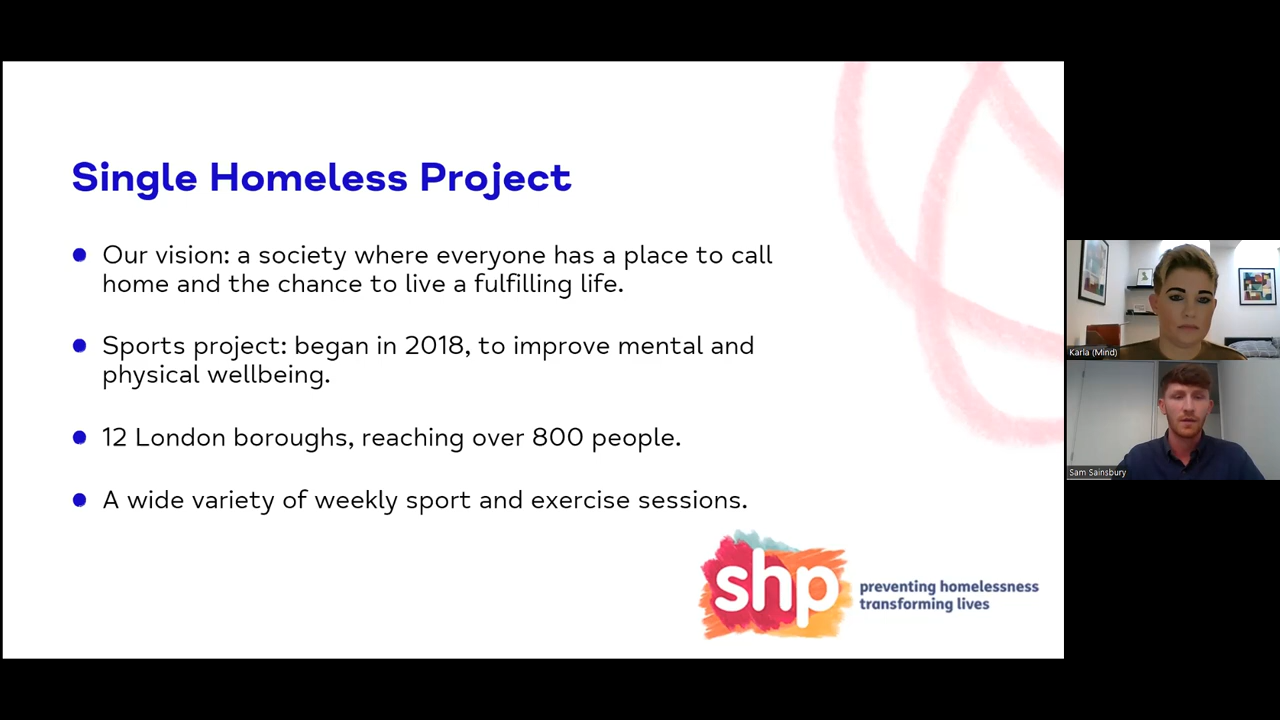 Single Homeless Project
Our vision: a society where everyone has a place to call
home and the chance to live a fulfilling life.
Sports project: began in 2018, to improve mental and
physical wellbeing.
12 London boroughs, reaching over 800 people.
A wide variety of weekly sport and exercise sessions.
shp
preventing homelessness
transforming lives
Karla (Mind)
Sam Sainsbury